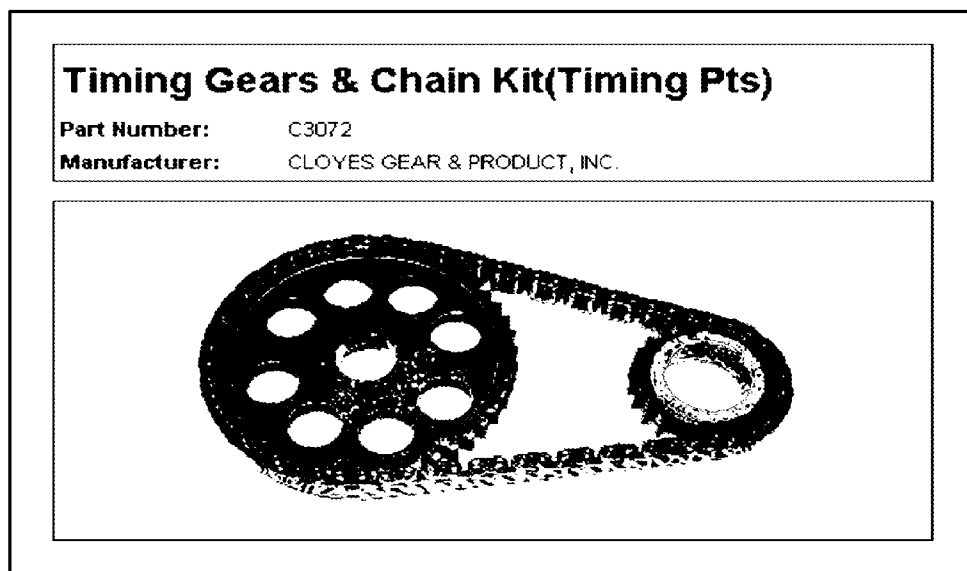 Timing Gears & Chain Kit(Timing Pts)
Part Number: C3072
Manufacturer: CLOYES GEAR & PRODUCT, INC.